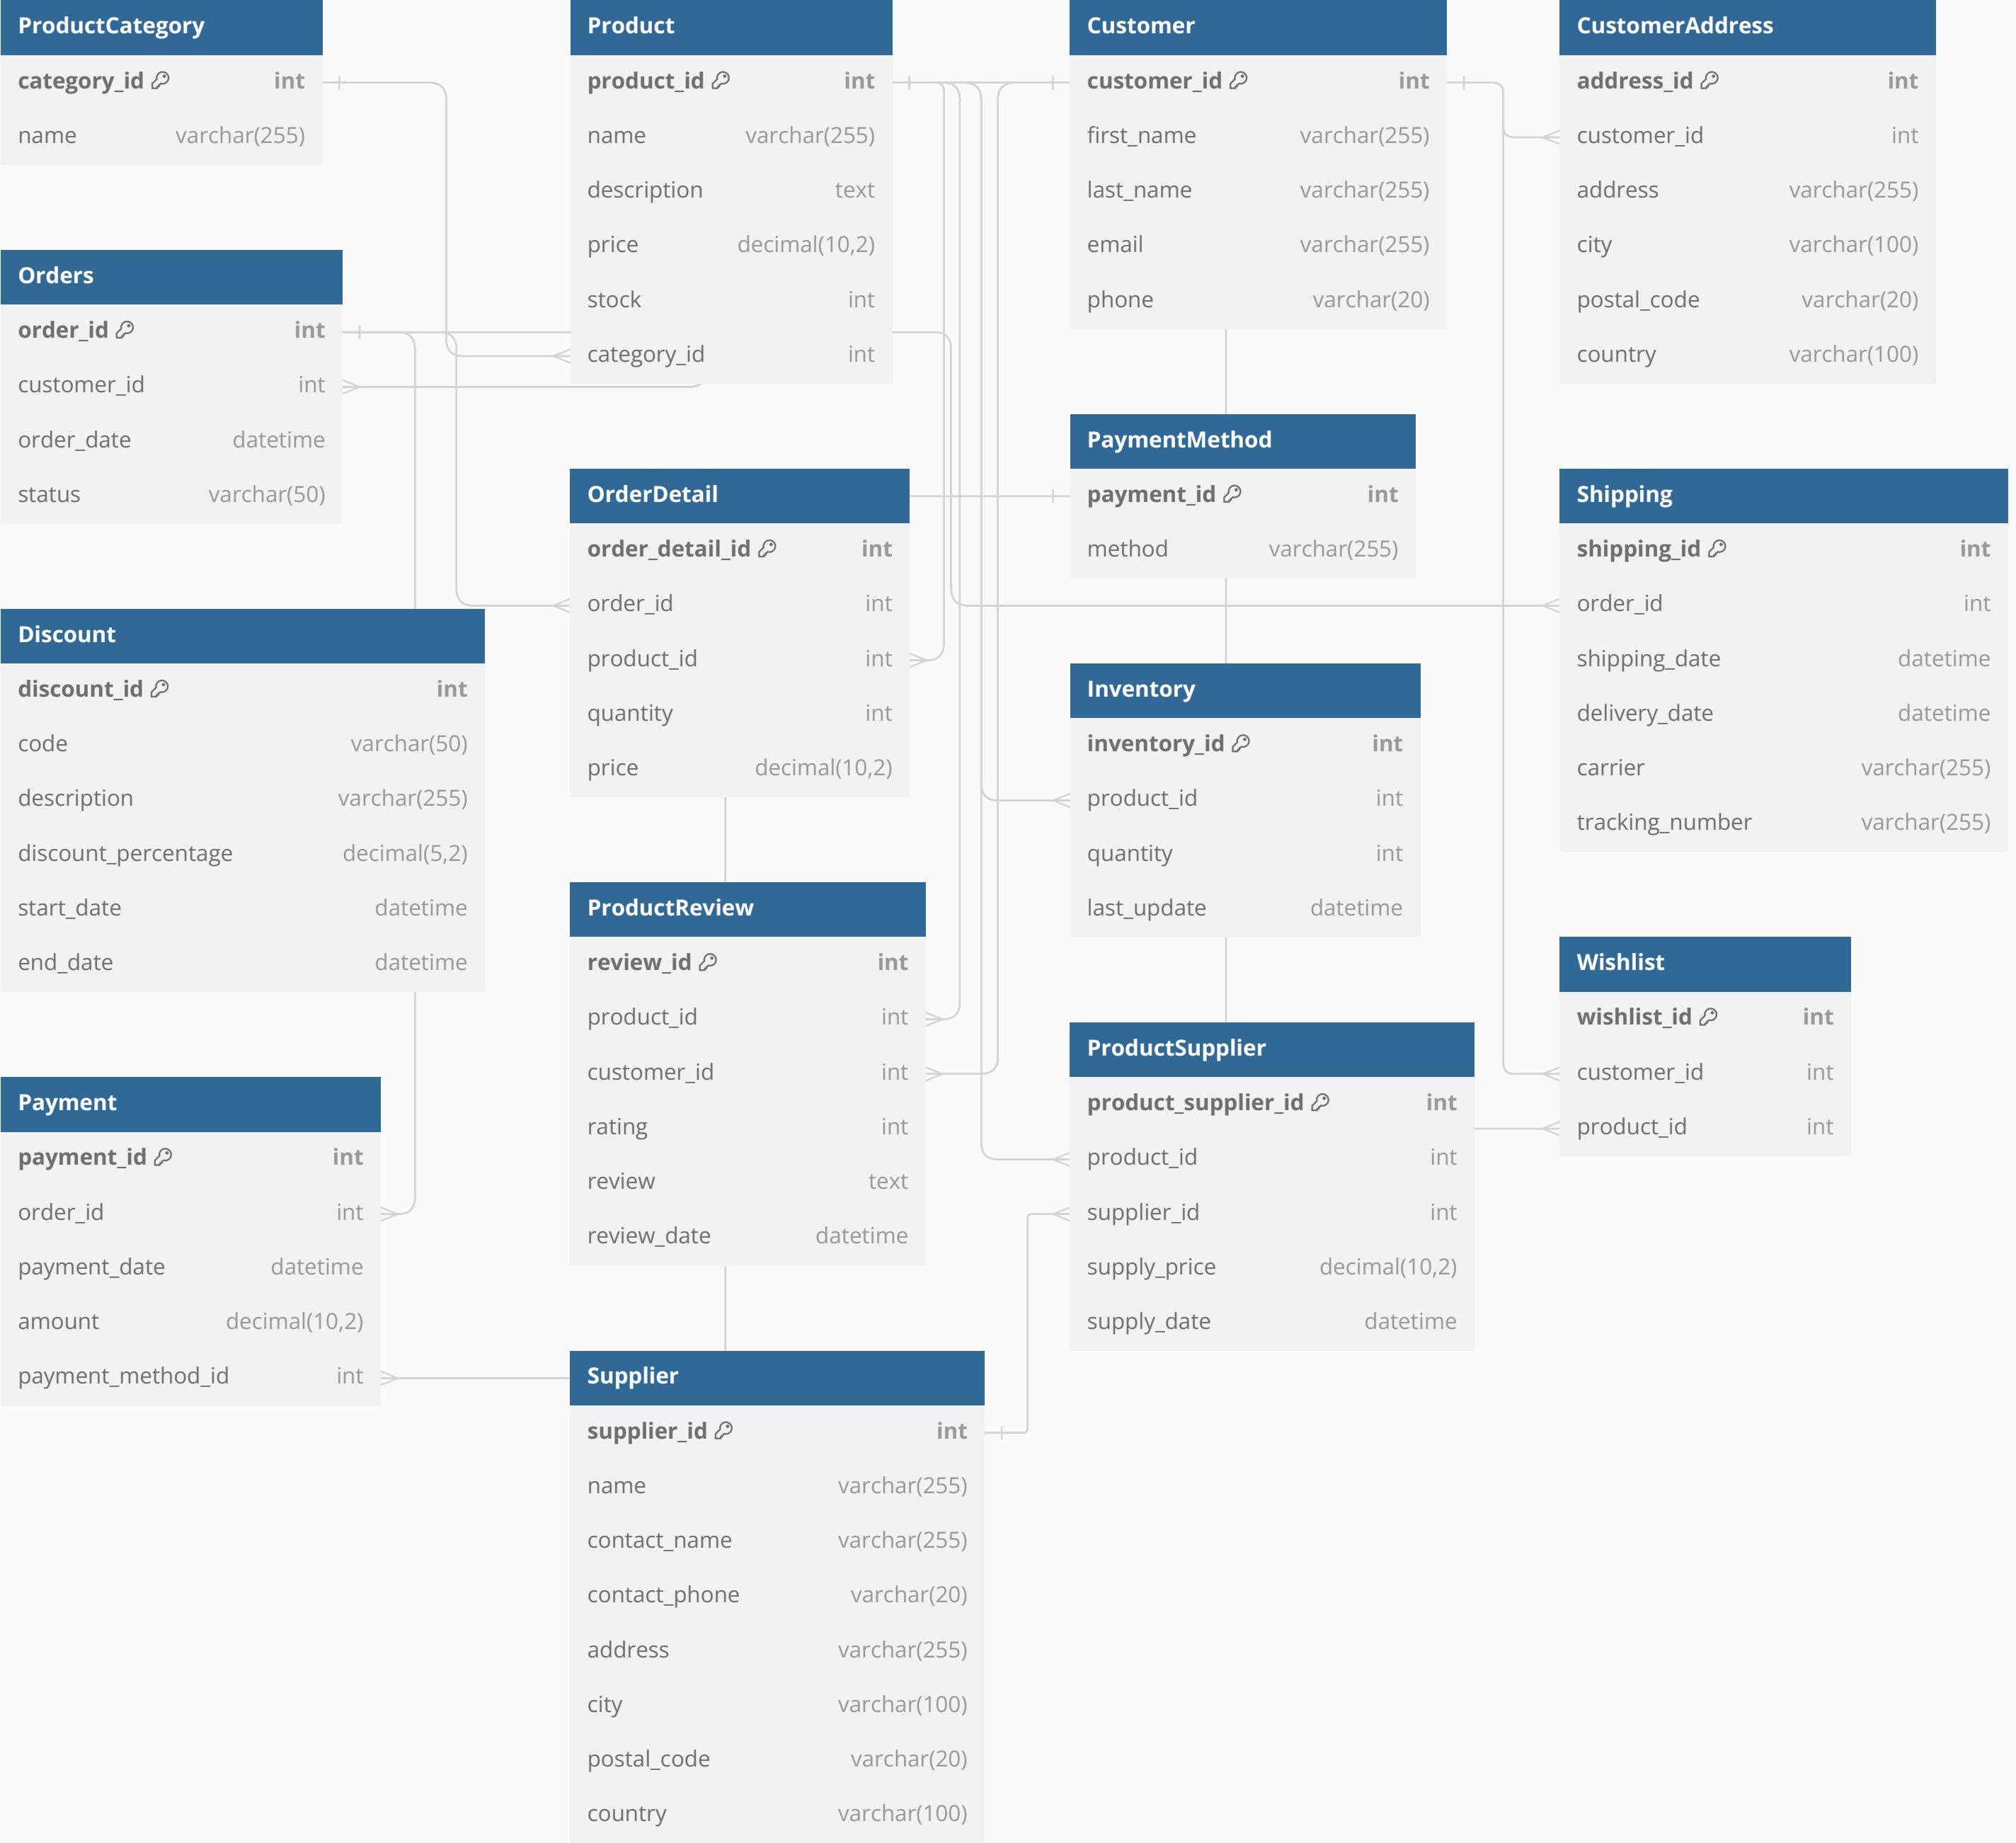 ProductCategory
category_id int
name varchar(255)
Orders
order_id int
customer_id int
order_date datetime
status varchar(50)
Discount
discount_id int
code varchar(50)
description varchar(255)
discount_percentage decimal(5,2)
start_date datetime
end_date datetime
Payment
payment_id int
order_id int
payment_date datetime
amount decimal(10,2)
payment_method_id int
Product
product_id int
name varchar(255)
description text
price decimal(10,2)
stock int
category_id int
OrderDetail
order_detail_id int
order_id int
product_id int
quantity int
price decimal(10,2)
ProductReview
review_id int
product_id int
customer_id int
rating int
review text
review_date datetime
Supplier
supplier_id int
name varchar(255)
contact_name varchar(255)
contact_phone varchar(20)
address varchar(255)
city varchar(100)
postal_code varchar(20)
country varchar(100)
Customer
customer_id int
first_name varchar(255)
last_name varchar(255)
email varchar(255)
phone varchar(20)
PaymentMethod
payment_id int
method varchar(255)
Inventory
inventory_id int
product_id int
quantity int
last_update datetime
ProductSupplier
product_supplier_id int
product_id int
supplier_id int
supply_price decimal(10,2)
supply_date datetime
CustomerAddress
address_id int
customer_id int
address varchar(255)
city varchar(100)
postal_code varchar(20)
country varchar(100)
Shipping
shipping_id int
order_id int
shipping_date datetime
delivery_date datetime
carrier varchar(255)
tracking_number varchar(255)
Wishlist
wishlist_id int
customer_id int
product_id int